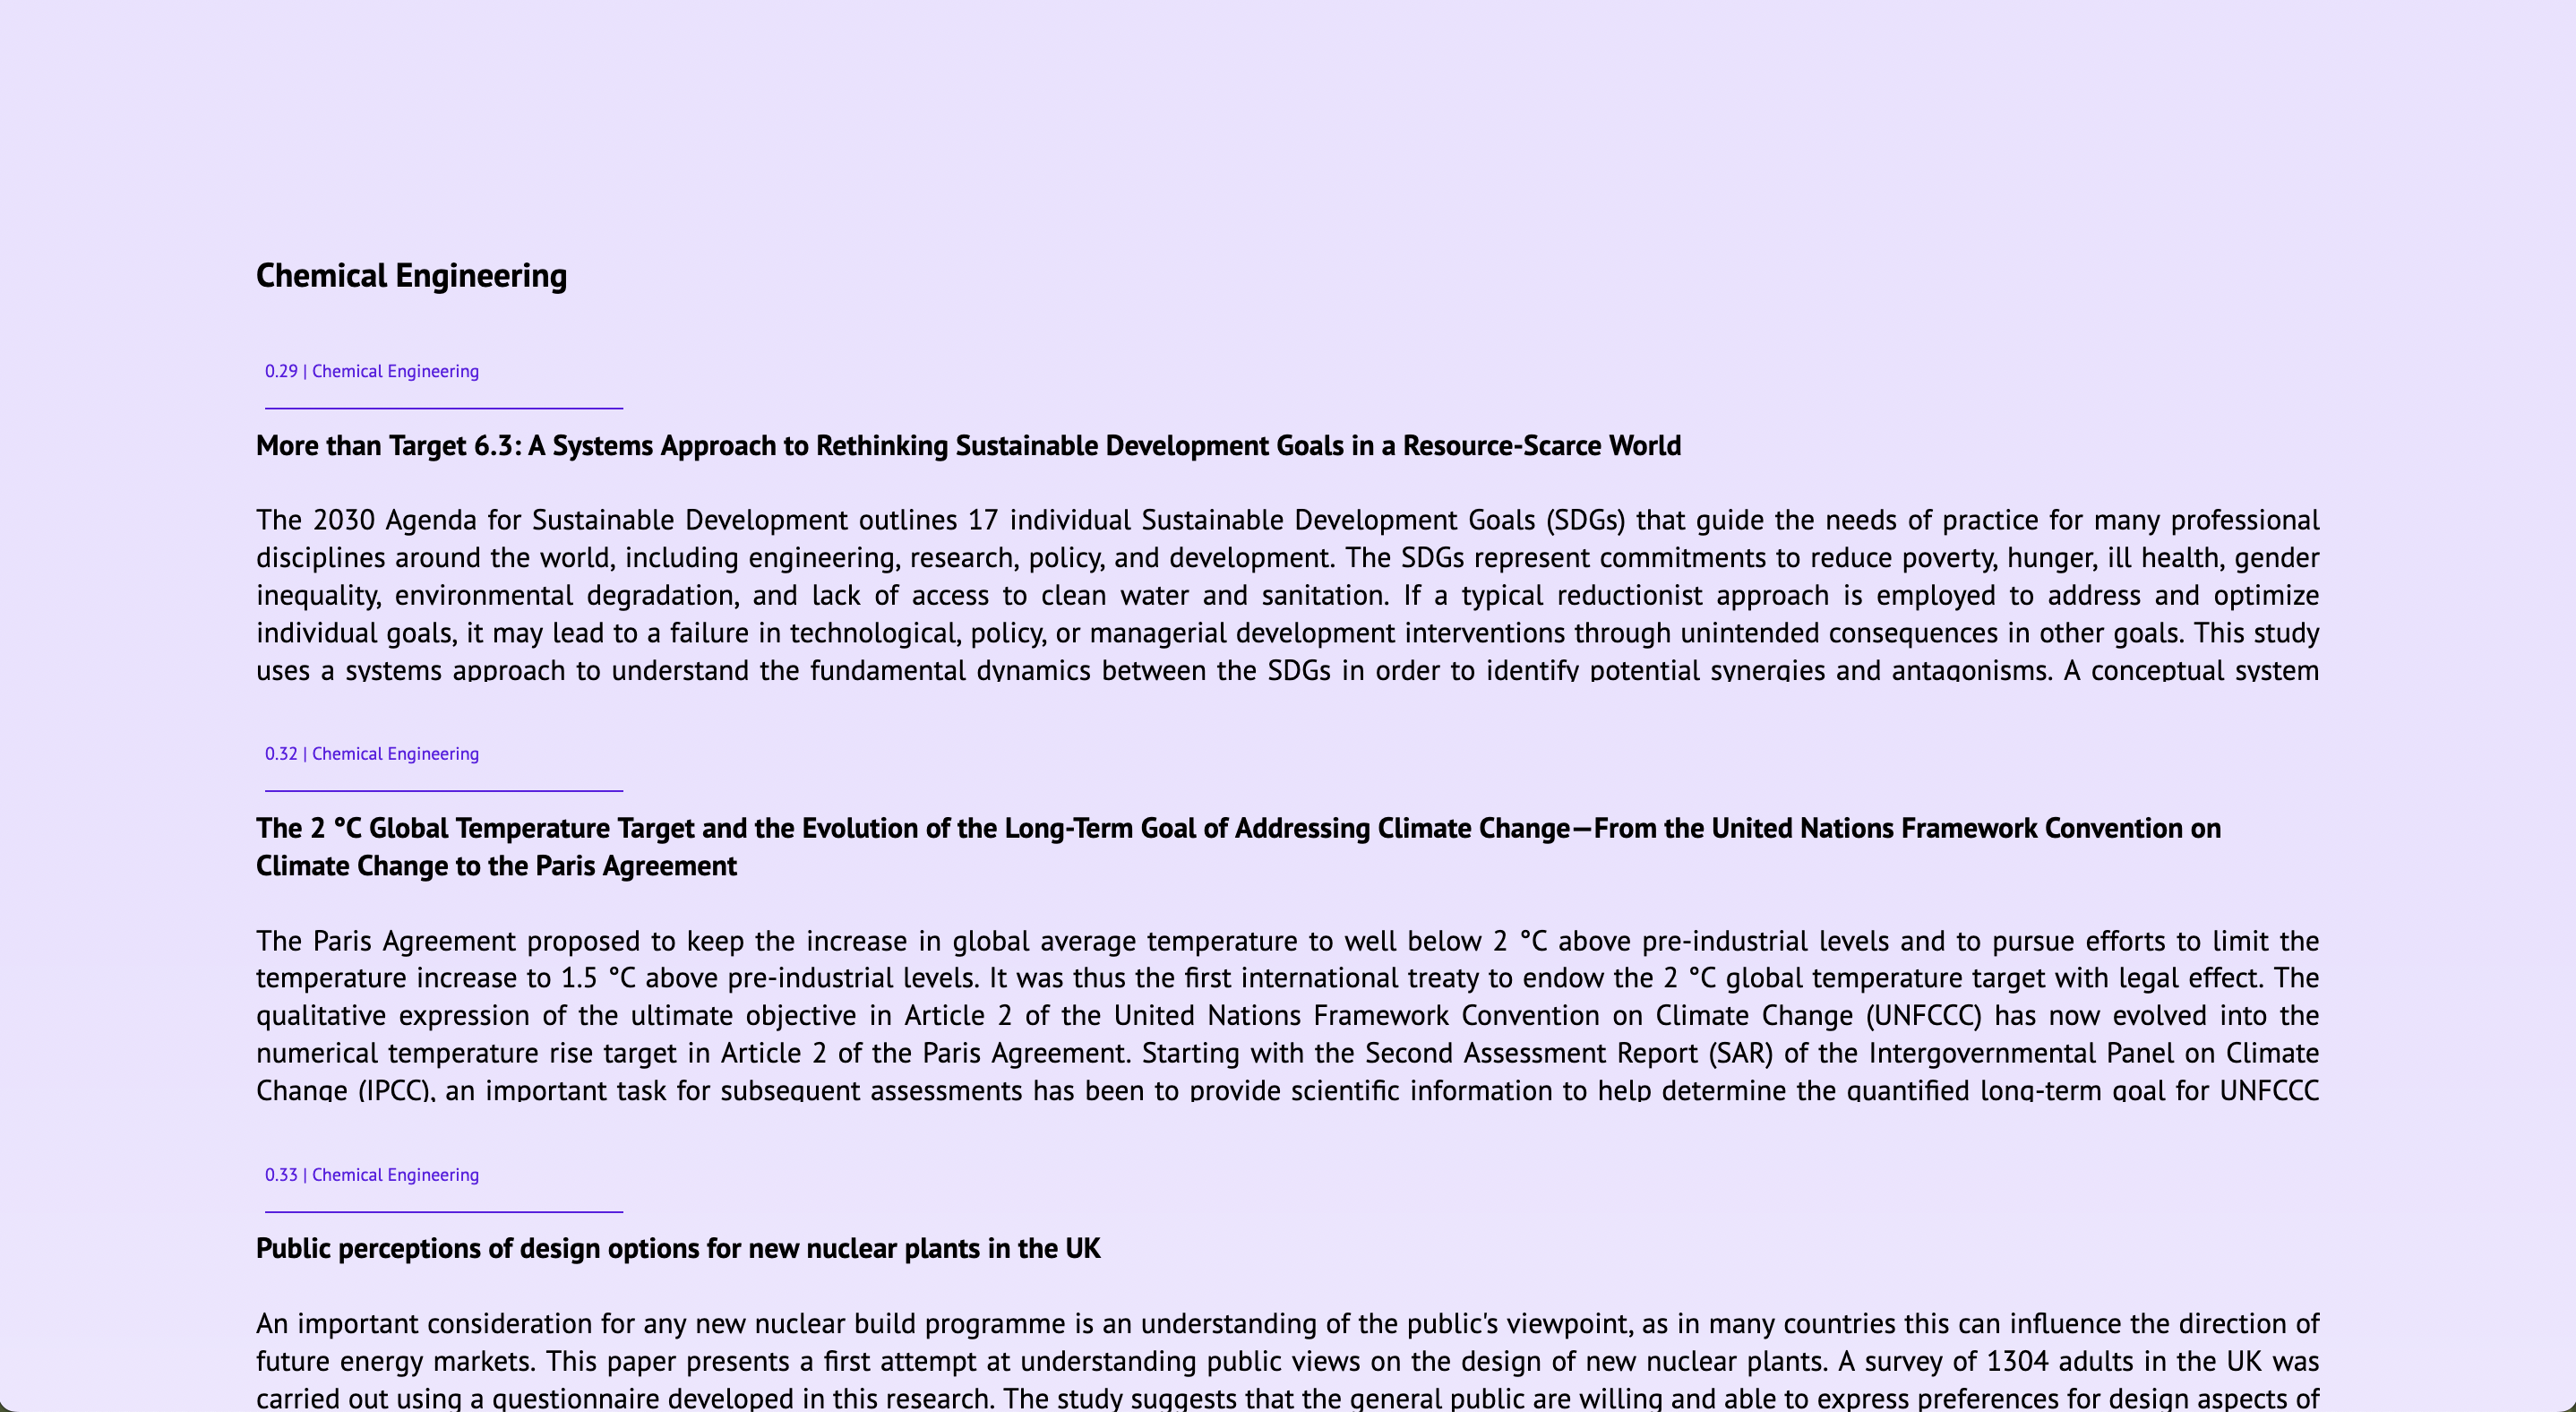 Chemical Engineering
0.29 | Chemical Engineering
More than Target 6.3: A Systems Approach to Rethinking Sustainable Development Goals in a Resource-Scarce World
The 2030 Agenda for Sustainable Development outlines 17 individual Sustainable Development Goals (SDGs) that guide the needs of practice for many professional
disciplines around the world, including engineering, research, policy, and development. The SDGs represent commitments to reduce poverty, hunger, ill health, gender
inequality, environmental degradation, and lack of access to clean water and sanitation. If a typical reductionist approach is employed to address and optimize
individual goals, it may lead to a failure in technological, policy, or managerial development interventions through unintended consequences in other goals. This study
uses a systems approach to understand the fundamental dynamics between the SDGs in order to identify potential synergies and antagonisms. A conceptual system
0.32 | Chemical Engineering
The 2 °C Global Temperature Target and the Evolution of the Long-Term Goal of Addressing Climate Change—From the United Nations Framework Convention on
Climate Change to the Paris Agreement
The Paris Agreement proposed to keep the increase in global average temperature to well below 2 °C above pre-industrial levels and to pursue efforts to limit the
temperature increase to 1.5 °C above pre-industrial levels. It was thus the first international treaty to endow the 2 °C global temperature target with legal effect. The
qualitative expression of the ultimate objective in Article 2 of the United Nations Framework Convention on Climate Change (UNFCCC) has now evolved into the
numerical temperature rise target in Article 2 of the Paris Agreement. Starting with the Second Assessment Report (SAR) of the Intergovernmental Panel on Climate
Change (IPCC), an important task for subsequent assessments has been to provide scientific information to help determine the quantified long-term goal for UNFCCC
0.33 | Chemical Engineering
Public perceptions of design options for new nuclear plants in the UK
An important consideration for any new nuclear build programme is an understanding of the public's viewpoint, as in many countries this can influence the direction of
future energy markets. This paper presents a first attempt at understanding public views on the design of new nuclear plants. A survey of 1304 adults in the UK was
carried out using a questionnaire developed in this research. The study suggests that the general public are willing and able to express preferences for design aspects of